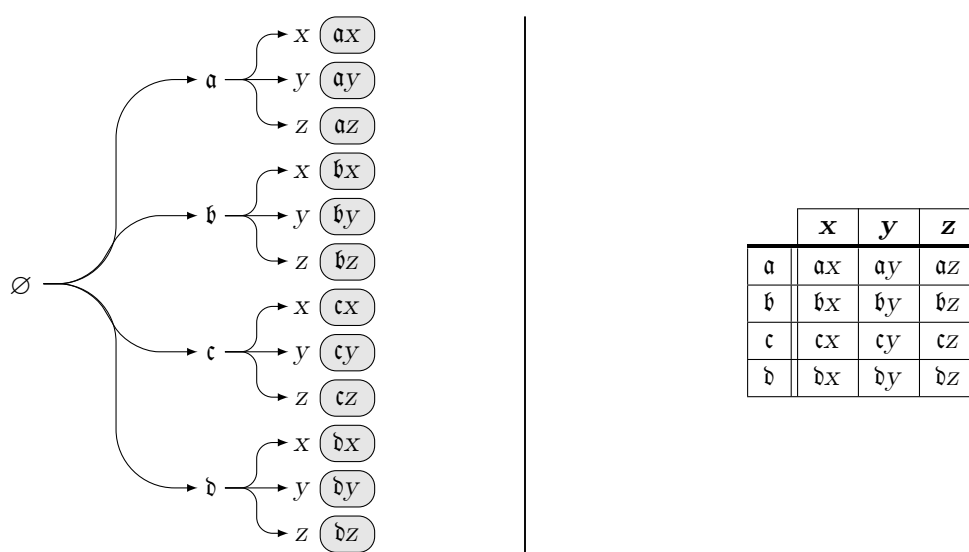 x 𝔞x
𝔞 y 𝔞y
z 𝔞z
x 𝔟x
𝔟 y 𝔟y
z 𝔟z
∅
x 𝔠x
𝔠 y 𝔠y
z 𝔠z
x 𝔡x
𝔡 y 𝔡y
z 𝔡z
x y z
𝔞 𝔞x 𝔞y 𝔞z
𝔟 𝔟x 𝔟y 𝔟z
𝔠 𝔠x 𝔠y 𝔠z
𝔡 𝔡x 𝔡y 𝔡z